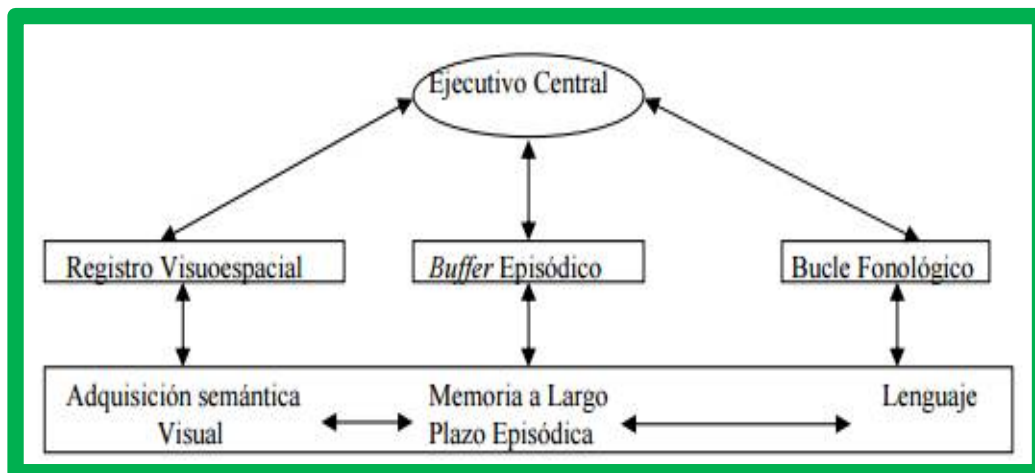 Ejecutivo Central
Registro Visuoespacial
Buffer Episódico
Bucle Fonológico
Adquisición semántica
Visual
Memoria a Largo
Plazo Episódica
Lenguaje